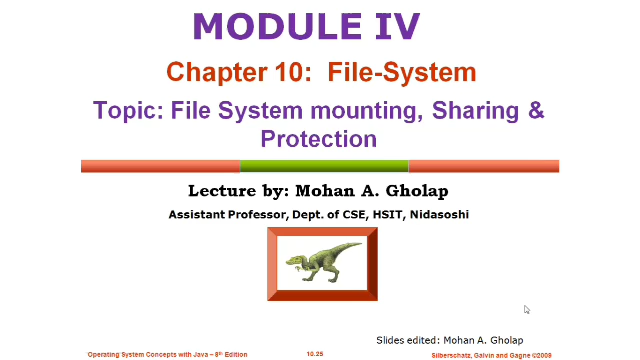 MODULE IV
Chapter 10: File-System
Topic: File System mounting, Sharing &
Protection
Lecture by: Mohan A. Gholap
Assistant Professor, Dept. of CSE, HSIT, Nidasoshi
Slides edited: Mohan A. Gholap
Operating System Concepts with Java – 8th Edition
10.25
Silberschatz, Galvin and Gagne ©2009